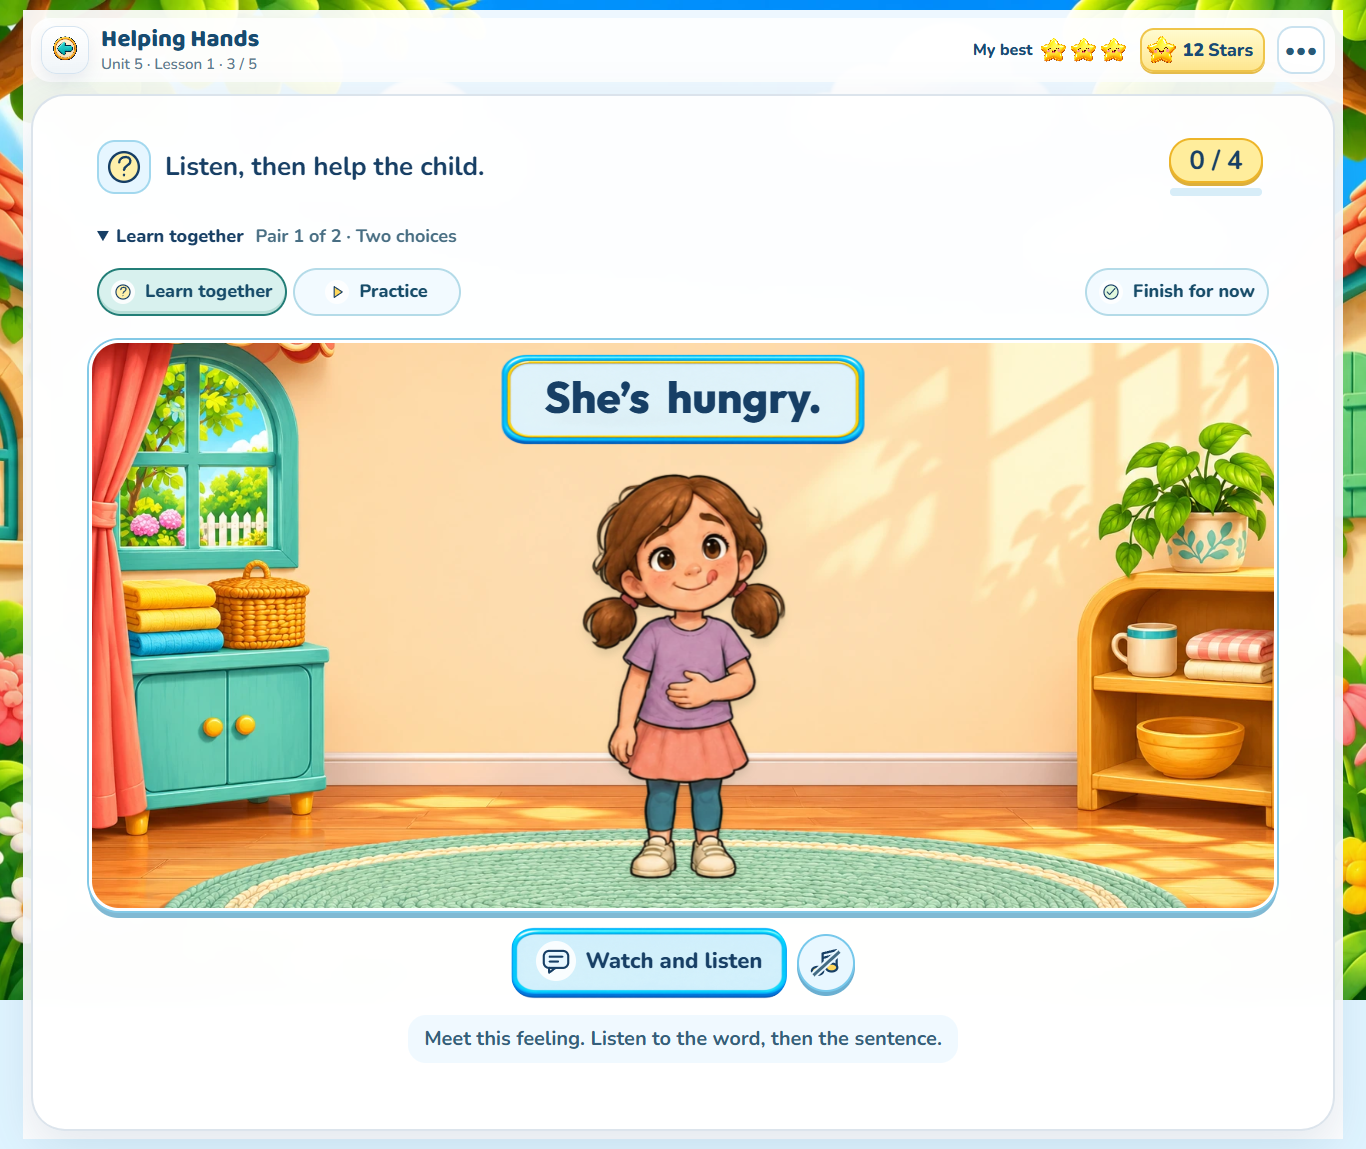 Helping Hands
Unit 5 · Lesson 1 · 3 / 5
My best
12 Stars
Listen, then help the child.
0 / 4
Learn together Pair 1 of 2 · Two choices
Learn together
Practice
Finish for now
She's hungry.
Watch and listen
Meet this feeling. Listen to the word, then the sentence.